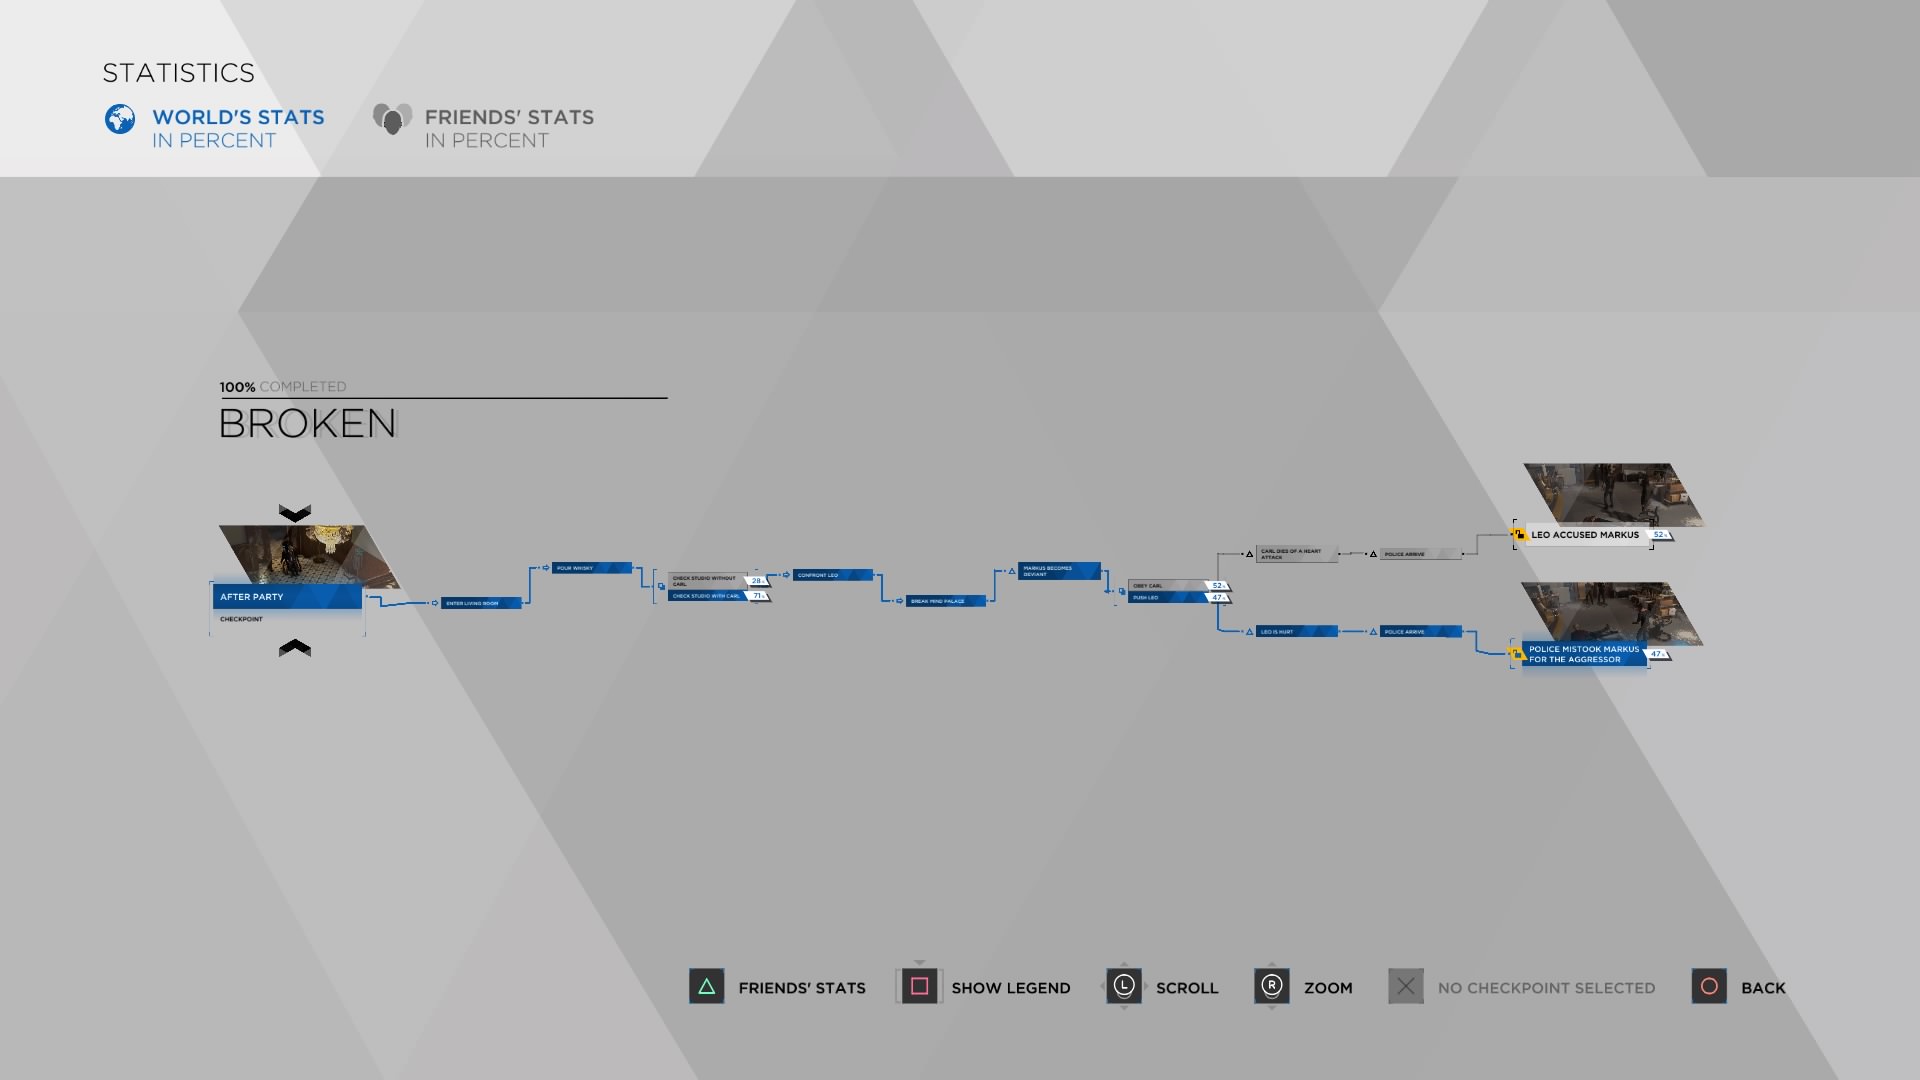 STATISTICS
WORLD'S STATS
IN PERCENT
FRIENDS' STATS
IN PERCENT
100% COMPLETED
BROKEN
AFTER PARTY
CHECKPOINT
ENTER LIVING ROOM
POUR WHISKY
CHECK STUDIO WITHOUT
CARL
28%
CHECK STUDIO WITH CARL
71%
CONFRONT LEO
BREAK MIND PALACE
MARKUS BECOMES
DEVIANT
OBEY CARL
52%
PUSH LEO
47%
CARL DIES OF A HEART
ATTACK
POLICE ARRIVE
LEO ACCUSED MARKUS
52%
LEO IS HURT
POLICE ARRIVE
POLICE MISTOOK MARKUS
FOR THE AGGRESSOR
47%
FRIENDS' STATS
SHOW LEGEND
L
SCROLL
R
ZOOM
NO CHECKPOINT SELECTED
BACK